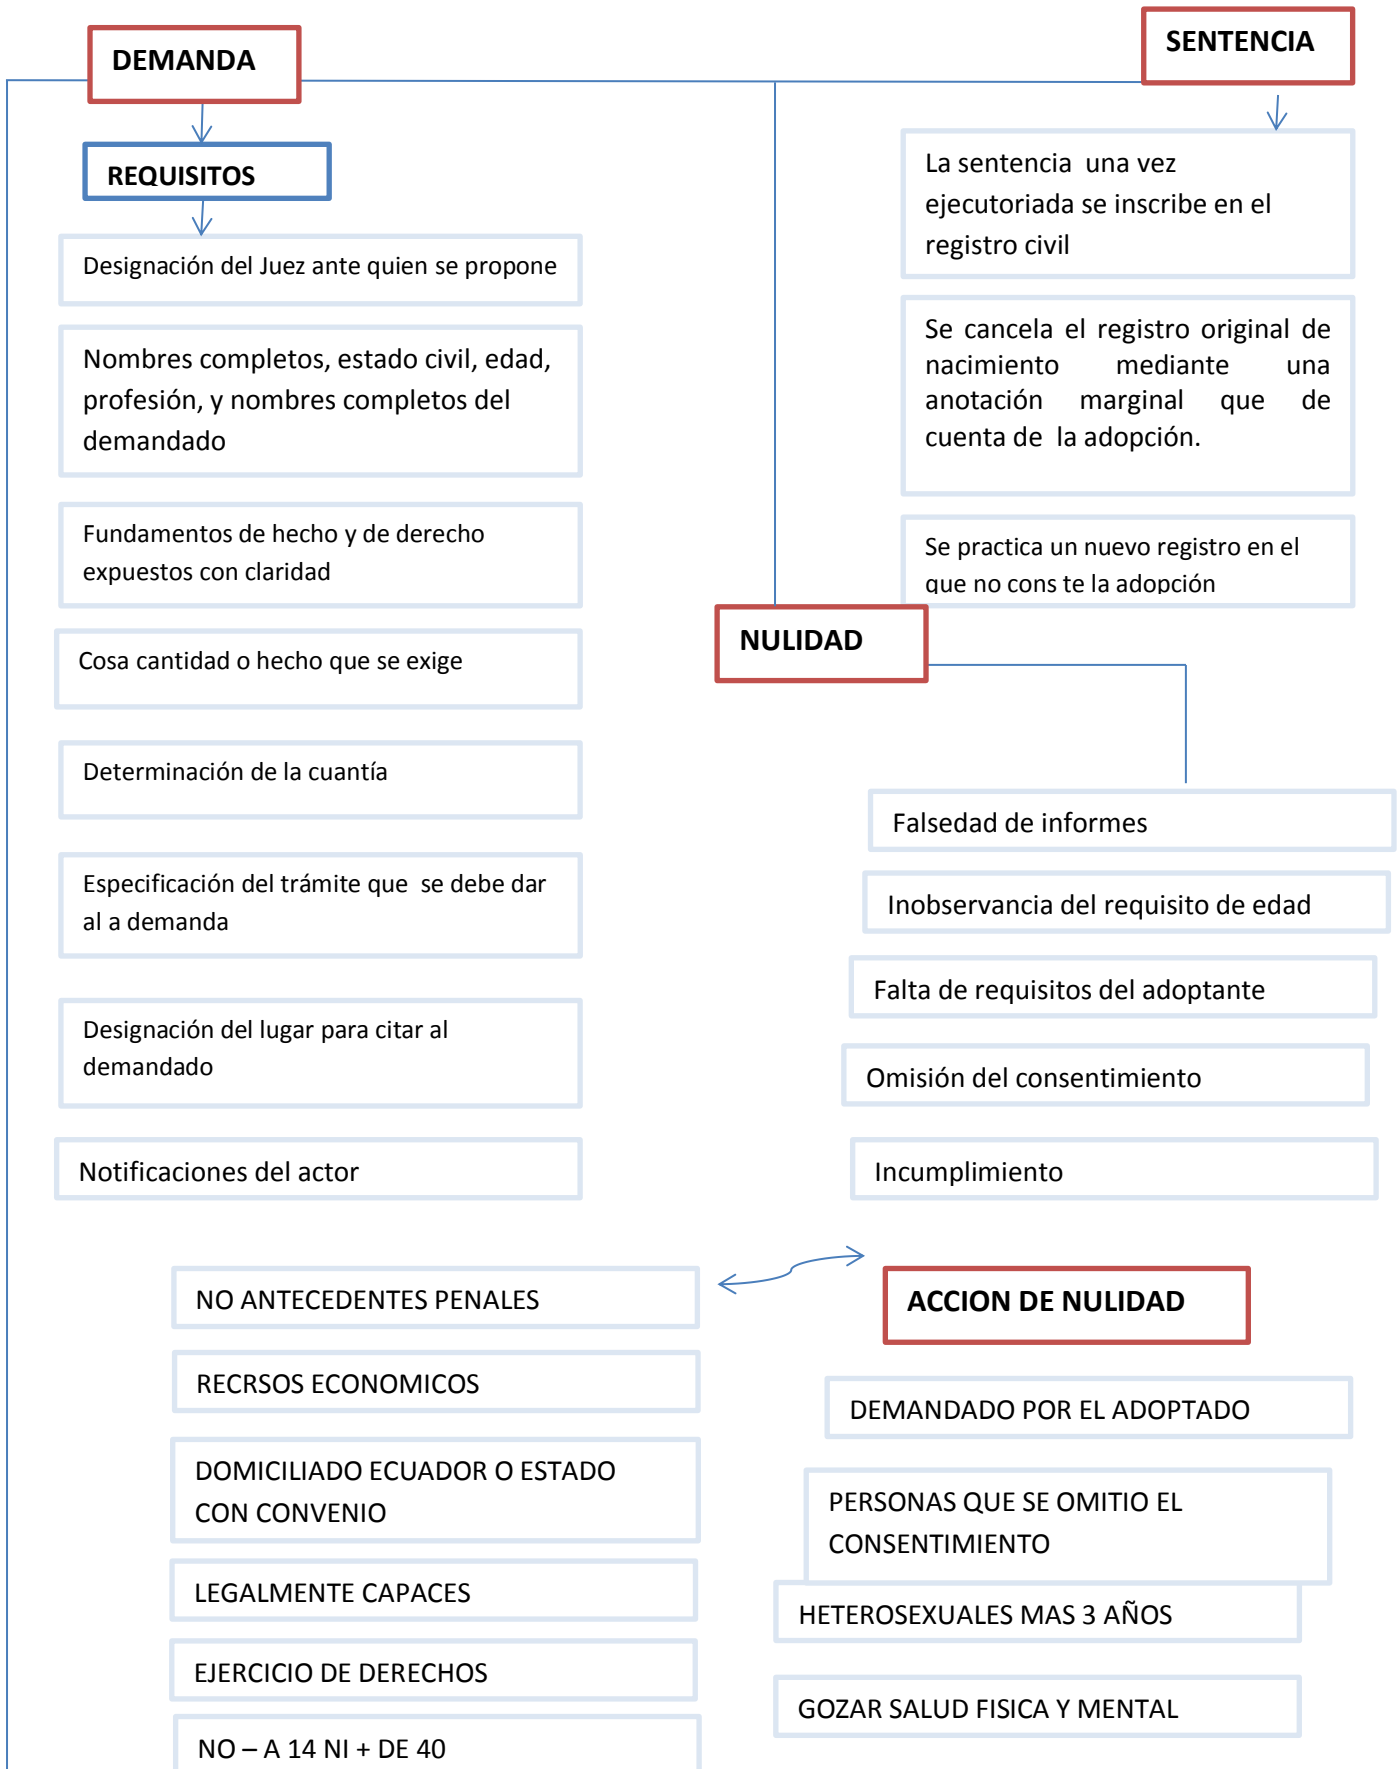 DEMANDA
REQUISITOS
Designación del Juez ante quien se propone
Nombres completos, estado civil, edad,
profesión, y nombres completos del
demandado
Fundamentos de hecho y de derecho
expuestos con claridad
Cosa cantidad o hecho que se exige
Determinación de la cuantía
Especificación del trámite que  se debe dar
al a demanda
Designación del lugar para citar al
demandado
Notificaciones del actor
SENTENCIA
La sentencia  una vez
ejecutoriada se inscribe en el
registro civil
Se cancela el registro original de
nacimiento mediante una
anotación marginal que de
cuenta de  la adopción.
Se practica un nuevo registro en el
que no cons te la adopción
NULIDAD
Falsedad de informes
Inobservancia del requisito de edad
Falta de requisitos del adoptante
Omisión del consentimiento
Incumplimiento
NO ANTECEDENTES PENALES
RECRSOS ECONOMICOS
DOMICILIADO ECUADOR O ESTADO
CON CONVENIO
LEGALMENTE CAPACES
EJERCICIO DE DERECHOS
NO – A 14 NI + DE 40
ACCION DE NULIDAD
DEMANDADO POR EL ADOPTADO
PERSONAS QUE SE OMITIO EL
CONSENTIMIENTO
HETEROSEXUALES MAS 3 AÑOS
GOZAR SALUD FISICA Y MENTAL